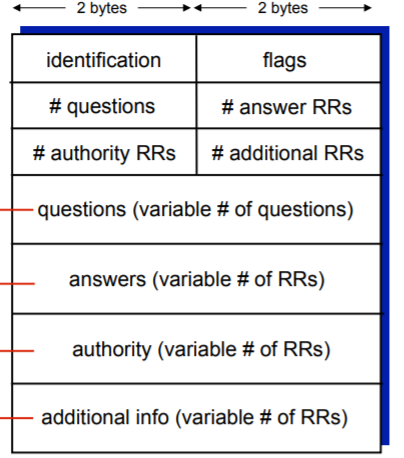 2 bytes 2 bytes
identification flags
# questions # answer RRs
# authority RRs # additional RRs
questions (variable # of questions)
answers (variable # of RRs)
authority (variable # of RRs)
additional info (variable # of RRs)